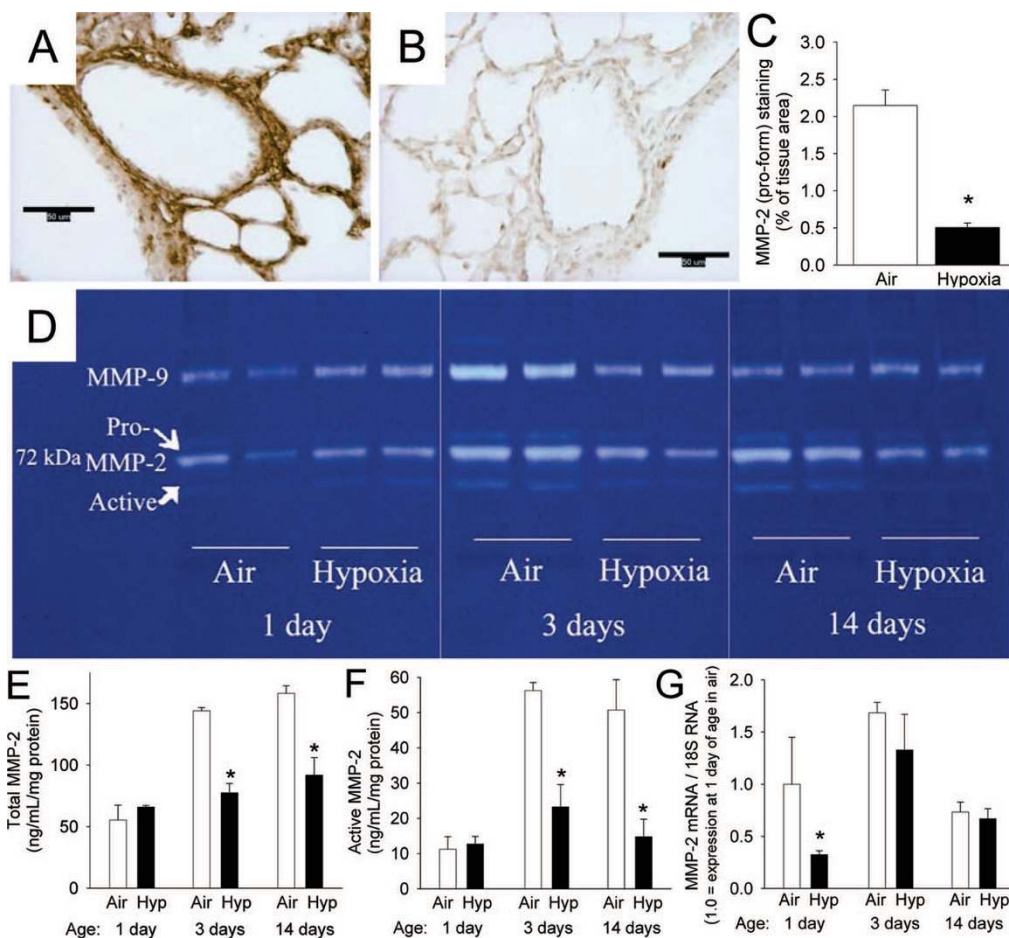 A
50 um
B
50 um
C
MMP-2 (pro-form) staining
(% of tissue area)
3.0
2.5
2.0
1.5
1.0
0.5
0.0
*
Air Hypoxia
D
MMP-9
Pro-
72 kDa MMP-2
Active
Air Hypoxia Air Hypoxia Air Hypoxia
1 day 3 days 14 days
E
Total MMP-2
(ng/mL/mg protein)
150
100
50
0
* *
Air Hyp Air Hyp Air Hyp
Age: 1 day 3 days 14 days
F
Active MMP-2
(ng/mL/mg protein)
60
50
40
30
20
10
0
* *
Air Hyp Air Hyp Air Hyp
Age: 1 day 3 days 14 days
G
MMP-2 mRNA / 18S RNA
(1.0 = expression at 1 day of age in air)
2.0
1.5
1.0
0.5
0.0
*
Air Hyp Air Hyp Air Hyp
Age: 1 day 3 days 14 days